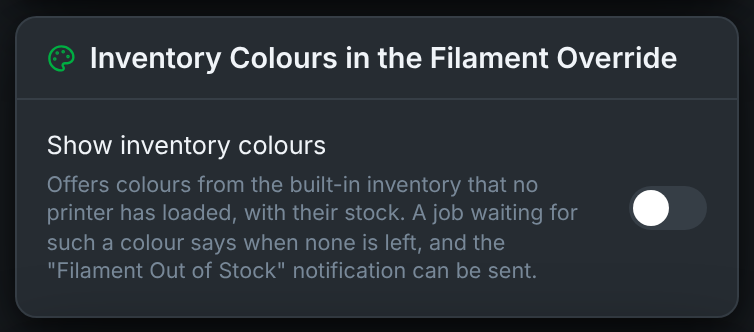 Inventory Colours in the Filament Override
Show inventory colours
Offers colours from the built-in inventory that no
printer has loaded, with their stock. A job waiting for
such a colour says when none is left, and the
"Filament Out of Stock" notification can be sent.